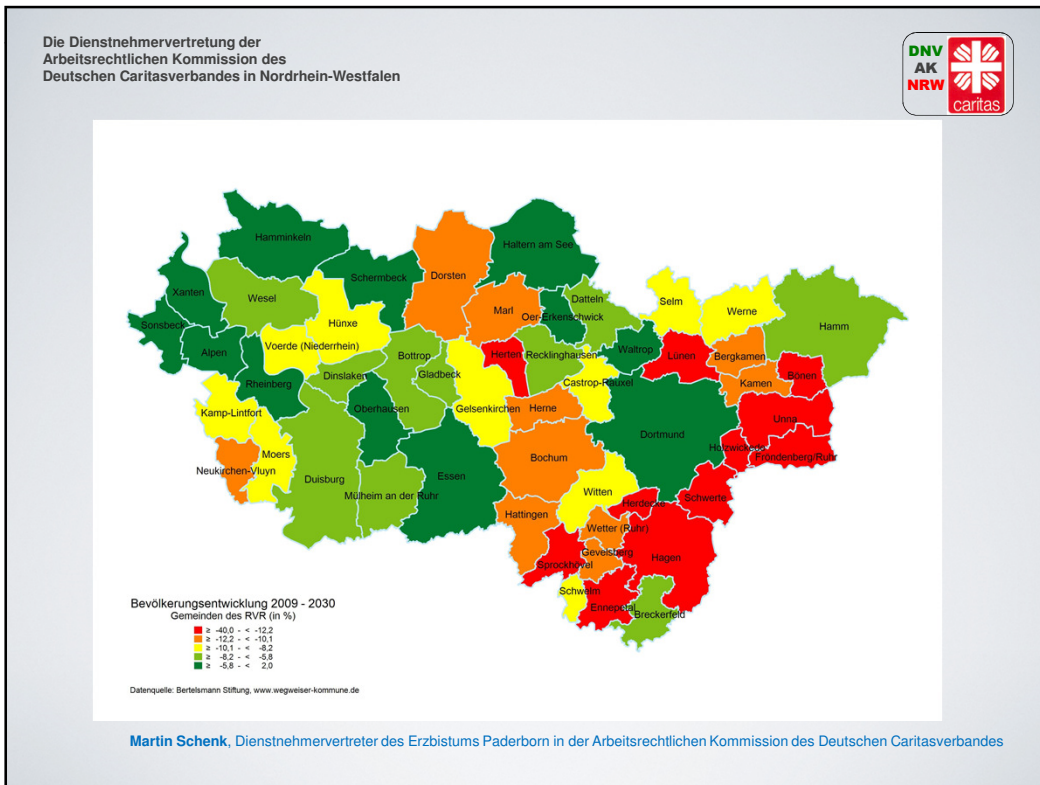 Die Dienstnehmervertretung der
Arbeitsrechtlichen Kommission des
Deutschen Caritasverbandes in Nordrhein-Westfalen
DNV
AK
NRW
caritas
Hamminkeln
Haltern am See
Schermbeck
Dorsten
Xanten
Wesel
Datteln
Selm
Marl
Werne
Oer-Erkenschwick
Hünxe
Sonsbeck
Hamm
Voerde (Niederrhein)
Alpen
Bottrop
Herten
Recklinghausen
Waltrop
Lünen
Bergkamen
Dinslaken
Gladbeck
Bönen
Rheinberg
Castrop-Rauxel
Kamen
Kamp-Lintfort
Oberhausen
Gelsenkirchen
Herne
Unna
Dortmund
Holzwickede
Moers
Bochum
Fröndenberg/Ruhr
Neukirchen-Vluyn
Duisburg
Essen
Mülheim an der Ruhr
Witten
Schwerte
Herdecke
Hattingen
Wetter (Ruhr)
Gevelsberg
Hagen
Sprockhövel
Schwelm
Ennepetal
Breckerfeld
Bevölkerungsentwicklung 2009 - 2030
Gemeinden des RVR (in %)
≥ -40,0 - < -12,2
≥ -12,2 - < -10,1
≥ -10,1 - < -8,2
≥ -8,2 - < -5,8
≥ -5,8 - < 2,0
Datenquelle: Bertelsmann Stiftung, www.wegweiser-kommune.de
Martin Schenk, Dienstnehmervertreter des Erzbistums Paderborn in der Arbeitsrechtlichen Kommission des Deutschen Caritasverbandes